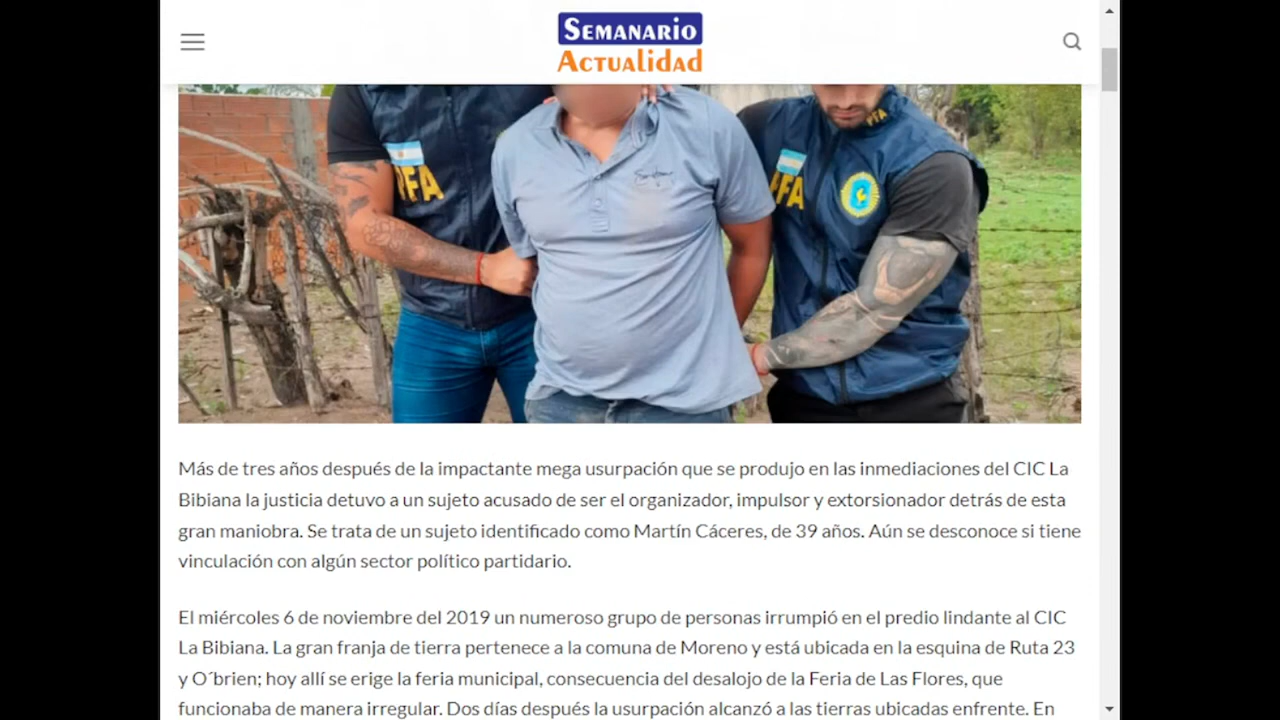 SEMANARIO
ACTUALIDAD
PFA
PFA
PFA
Más de tres años después de la impactante mega usurpación que se produjo en las inmediaciones del CIC La
Bibiana la justicia detuvo a un sujeto acusado de ser el organizador, impulsor y extorsionador detrás de esta
gran maniobra. Se trata de un sujeto identificado como Martín Cáceres, de 39 años. Aún se desconoce si tiene
vinculación con algún sector político partidario.
El miércoles 6 de noviembre del 2019 un numeroso grupo de personas irrumpió en el predio lindante al CIC
La Bibiana. La gran franja de tierra pertenece a la comuna de Moreno y está ubicada en la esquina de Ruta 23
y O´brien; hoy allí se erige la feria municipal, consecuencia del desalojo de la Feria de Las Flores, que
funcionaba de manera irregular. Dos días después la usurpación alcanzó a las tierras ubicadas enfrente. En